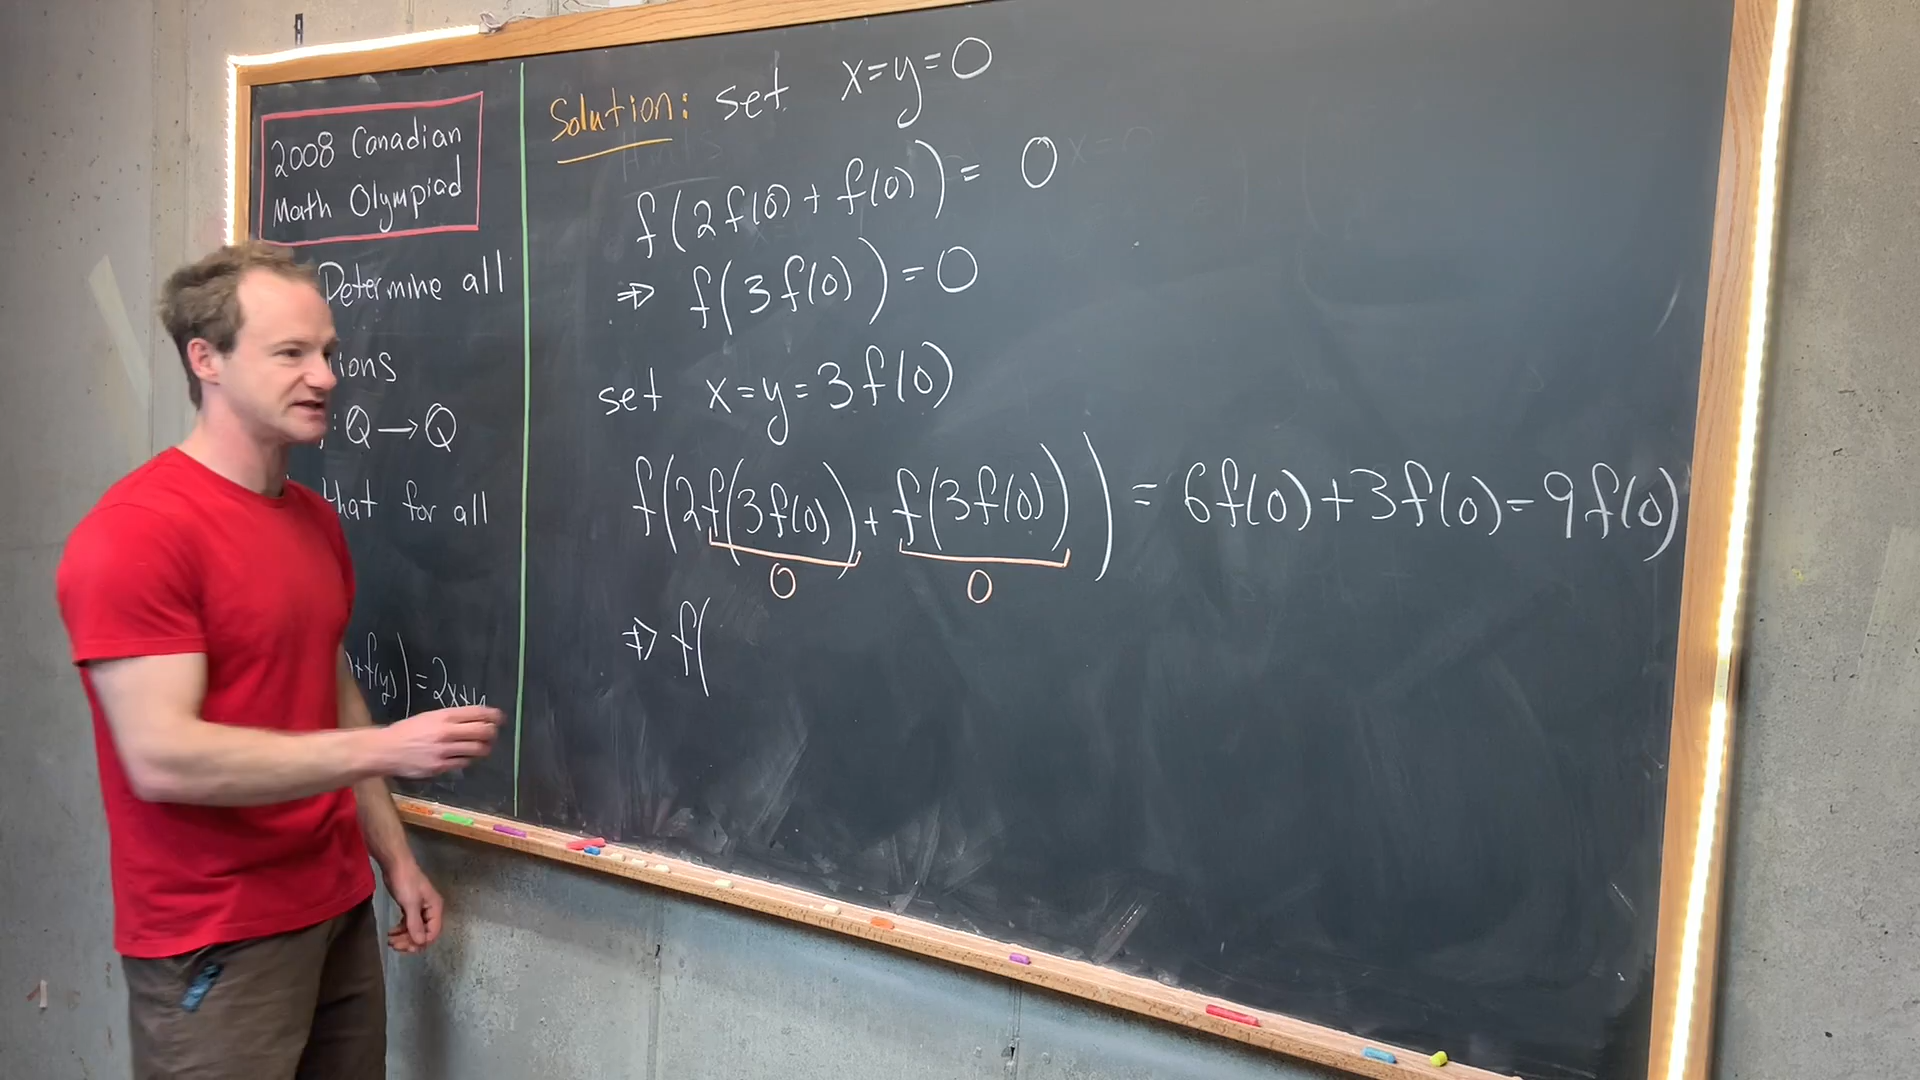 2008 Canadian
Math Olympiad
Determine all
ions
: ℚ → ℚ
hat for all
+f(y)) = 2x+y
Solution: set x=y=0
f(2f(0) + f(0)) = 0
⇒ f(3f(0)) = 0
set x=y=3f(0)
f(2f(3f(0)) + f(3f(0))) = 6f(0)+3f(0)=9f(0)
0 0
⇒ f(